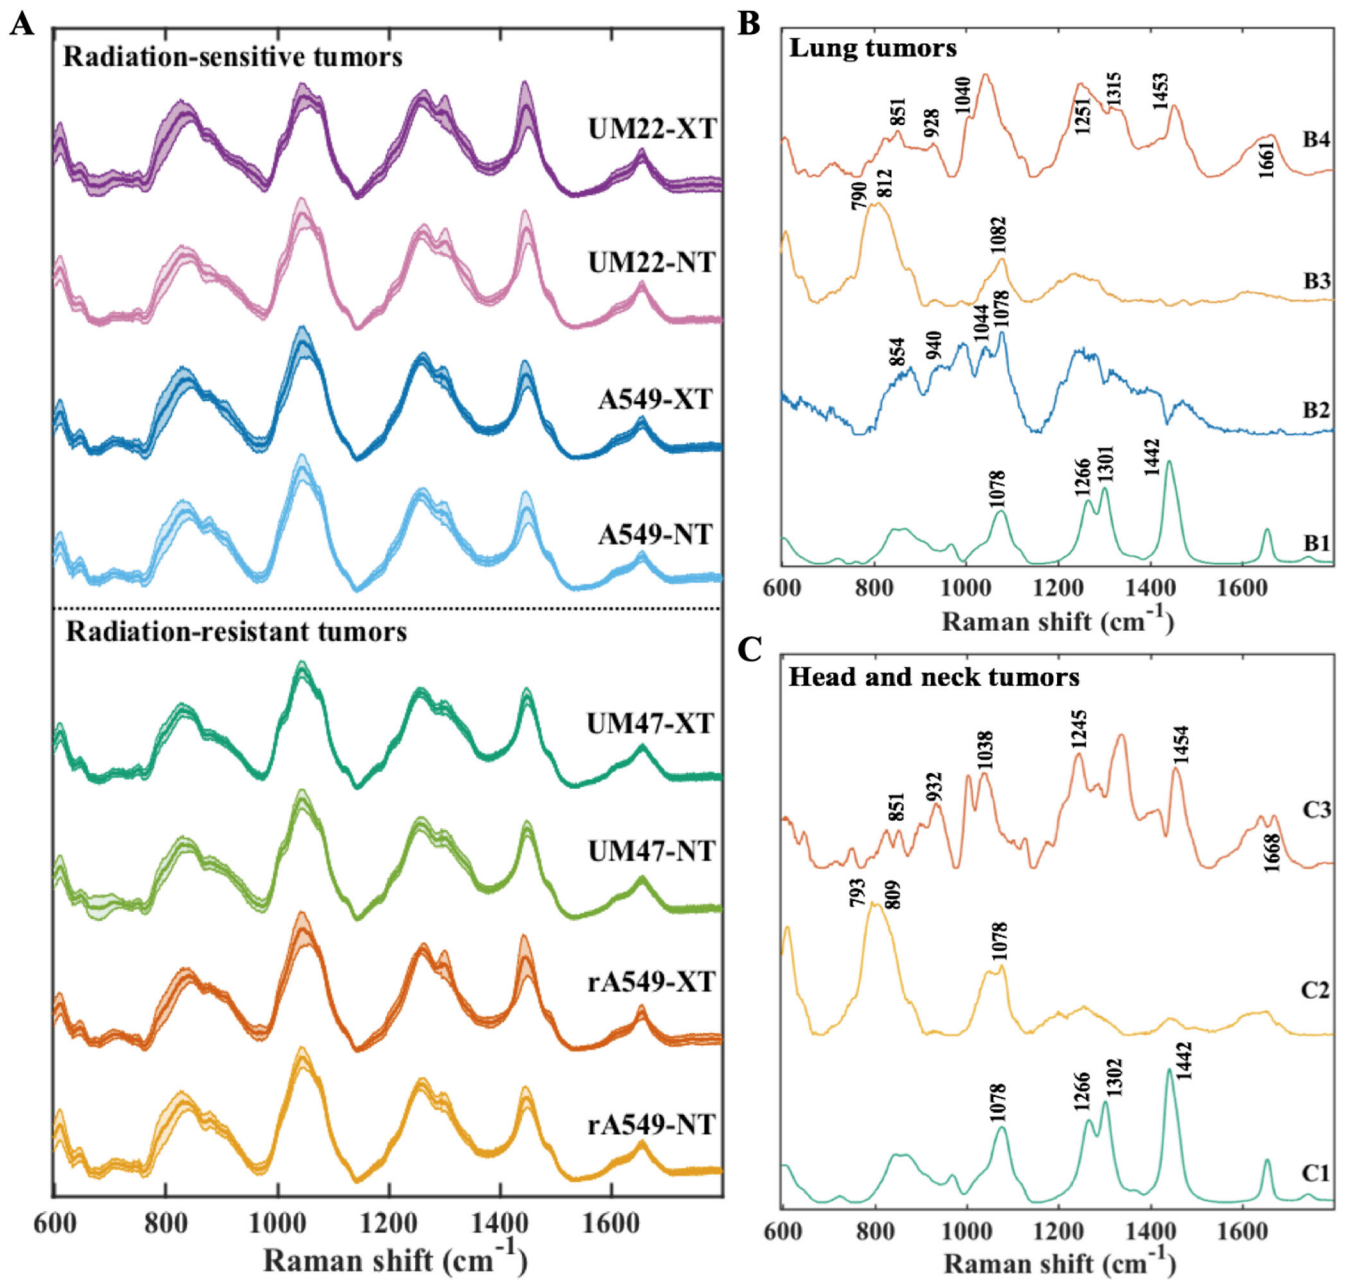 A
Radiation-sensitive tumors
UM22-XT
UM22-NT
A549-XT
A549-NT
Radiation-resistant tumors
UM47-XT
UM47-NT
rA549-XT
rA549-NT
600 800 1000 1200 1400 1600
Raman shift (cm-1)
B
Lung tumors
851 928 1040 1251 1315 1453 1661
B4
790 812 1082
B3
854 940 1044 1078
B2
1078 1266 1301 1442
B1
600 800 1000 1200 1400 1600
Raman shift (cm-1)
C
Head and neck tumors
851 932 1038 1245 1454 1668
C3
793 809 1078
C2
1078 1266 1302 1442
C1
600 800 1000 1200 1400 1600
Raman shift (cm-1)